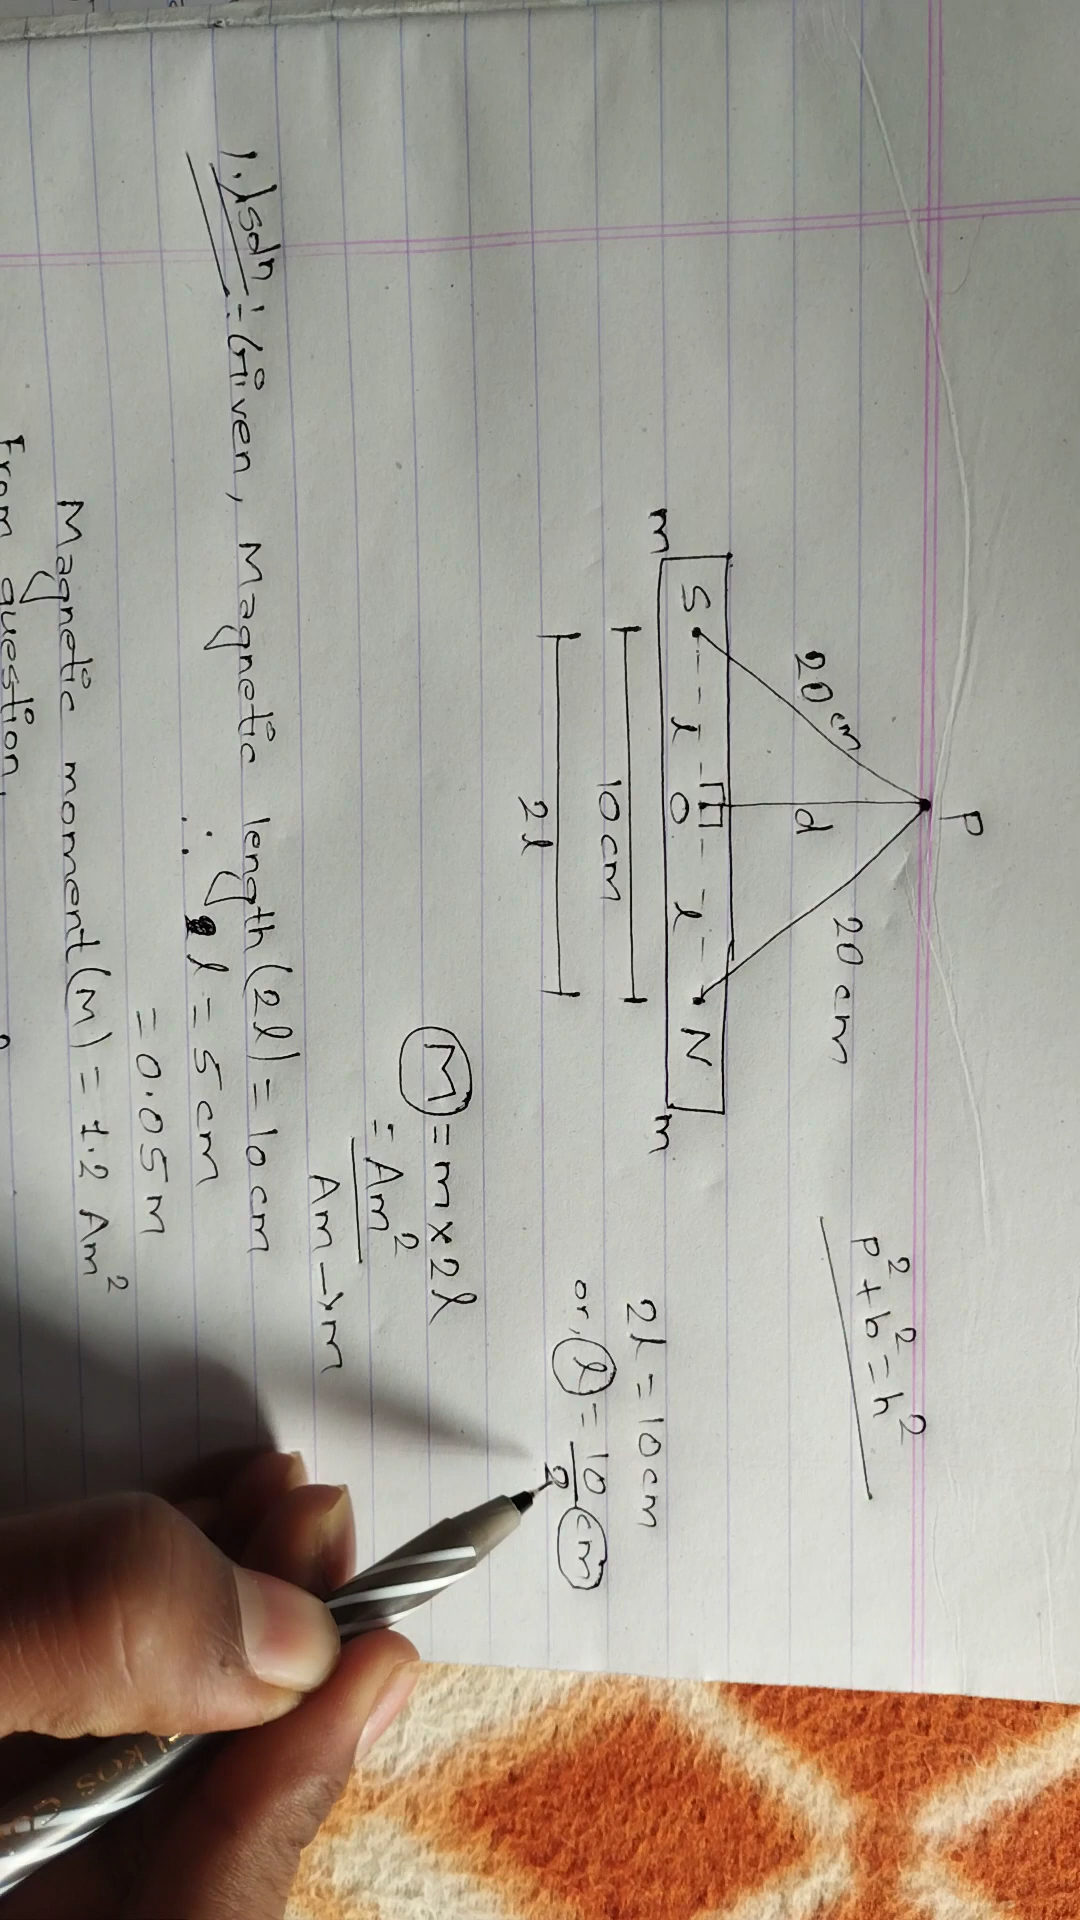 P
20 cm
20 cm
d
m
S
l
O
l
N
m
10 cm
2l
p² + b² = h²
2l = 10 cm
or, l = 10/2 cm
M = m × 2l
= Am²
Am → m
1.) sol^n :- Given, Magnetic length (2l) = 10 cm
∴ l = 5 cm
= 0.05 m
Magnetic moment (M) = 1.2 Am²
From question,